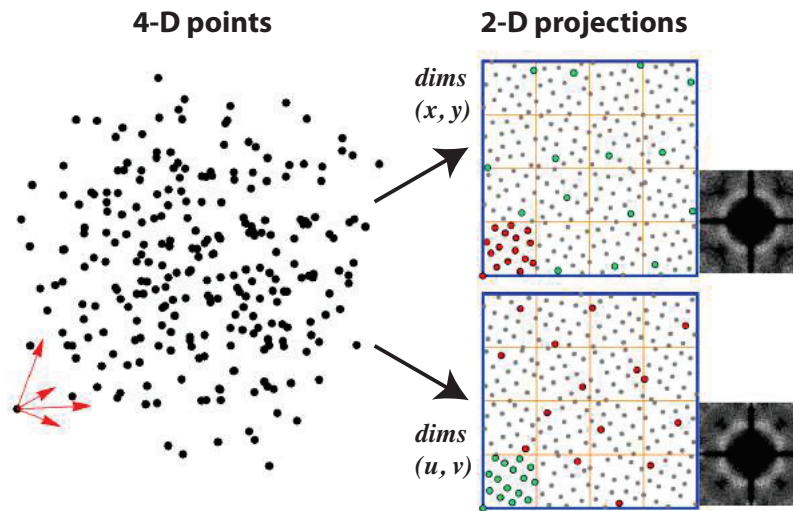 4-D points
2-D projections
dims
(x, y)
dims
(u, v)